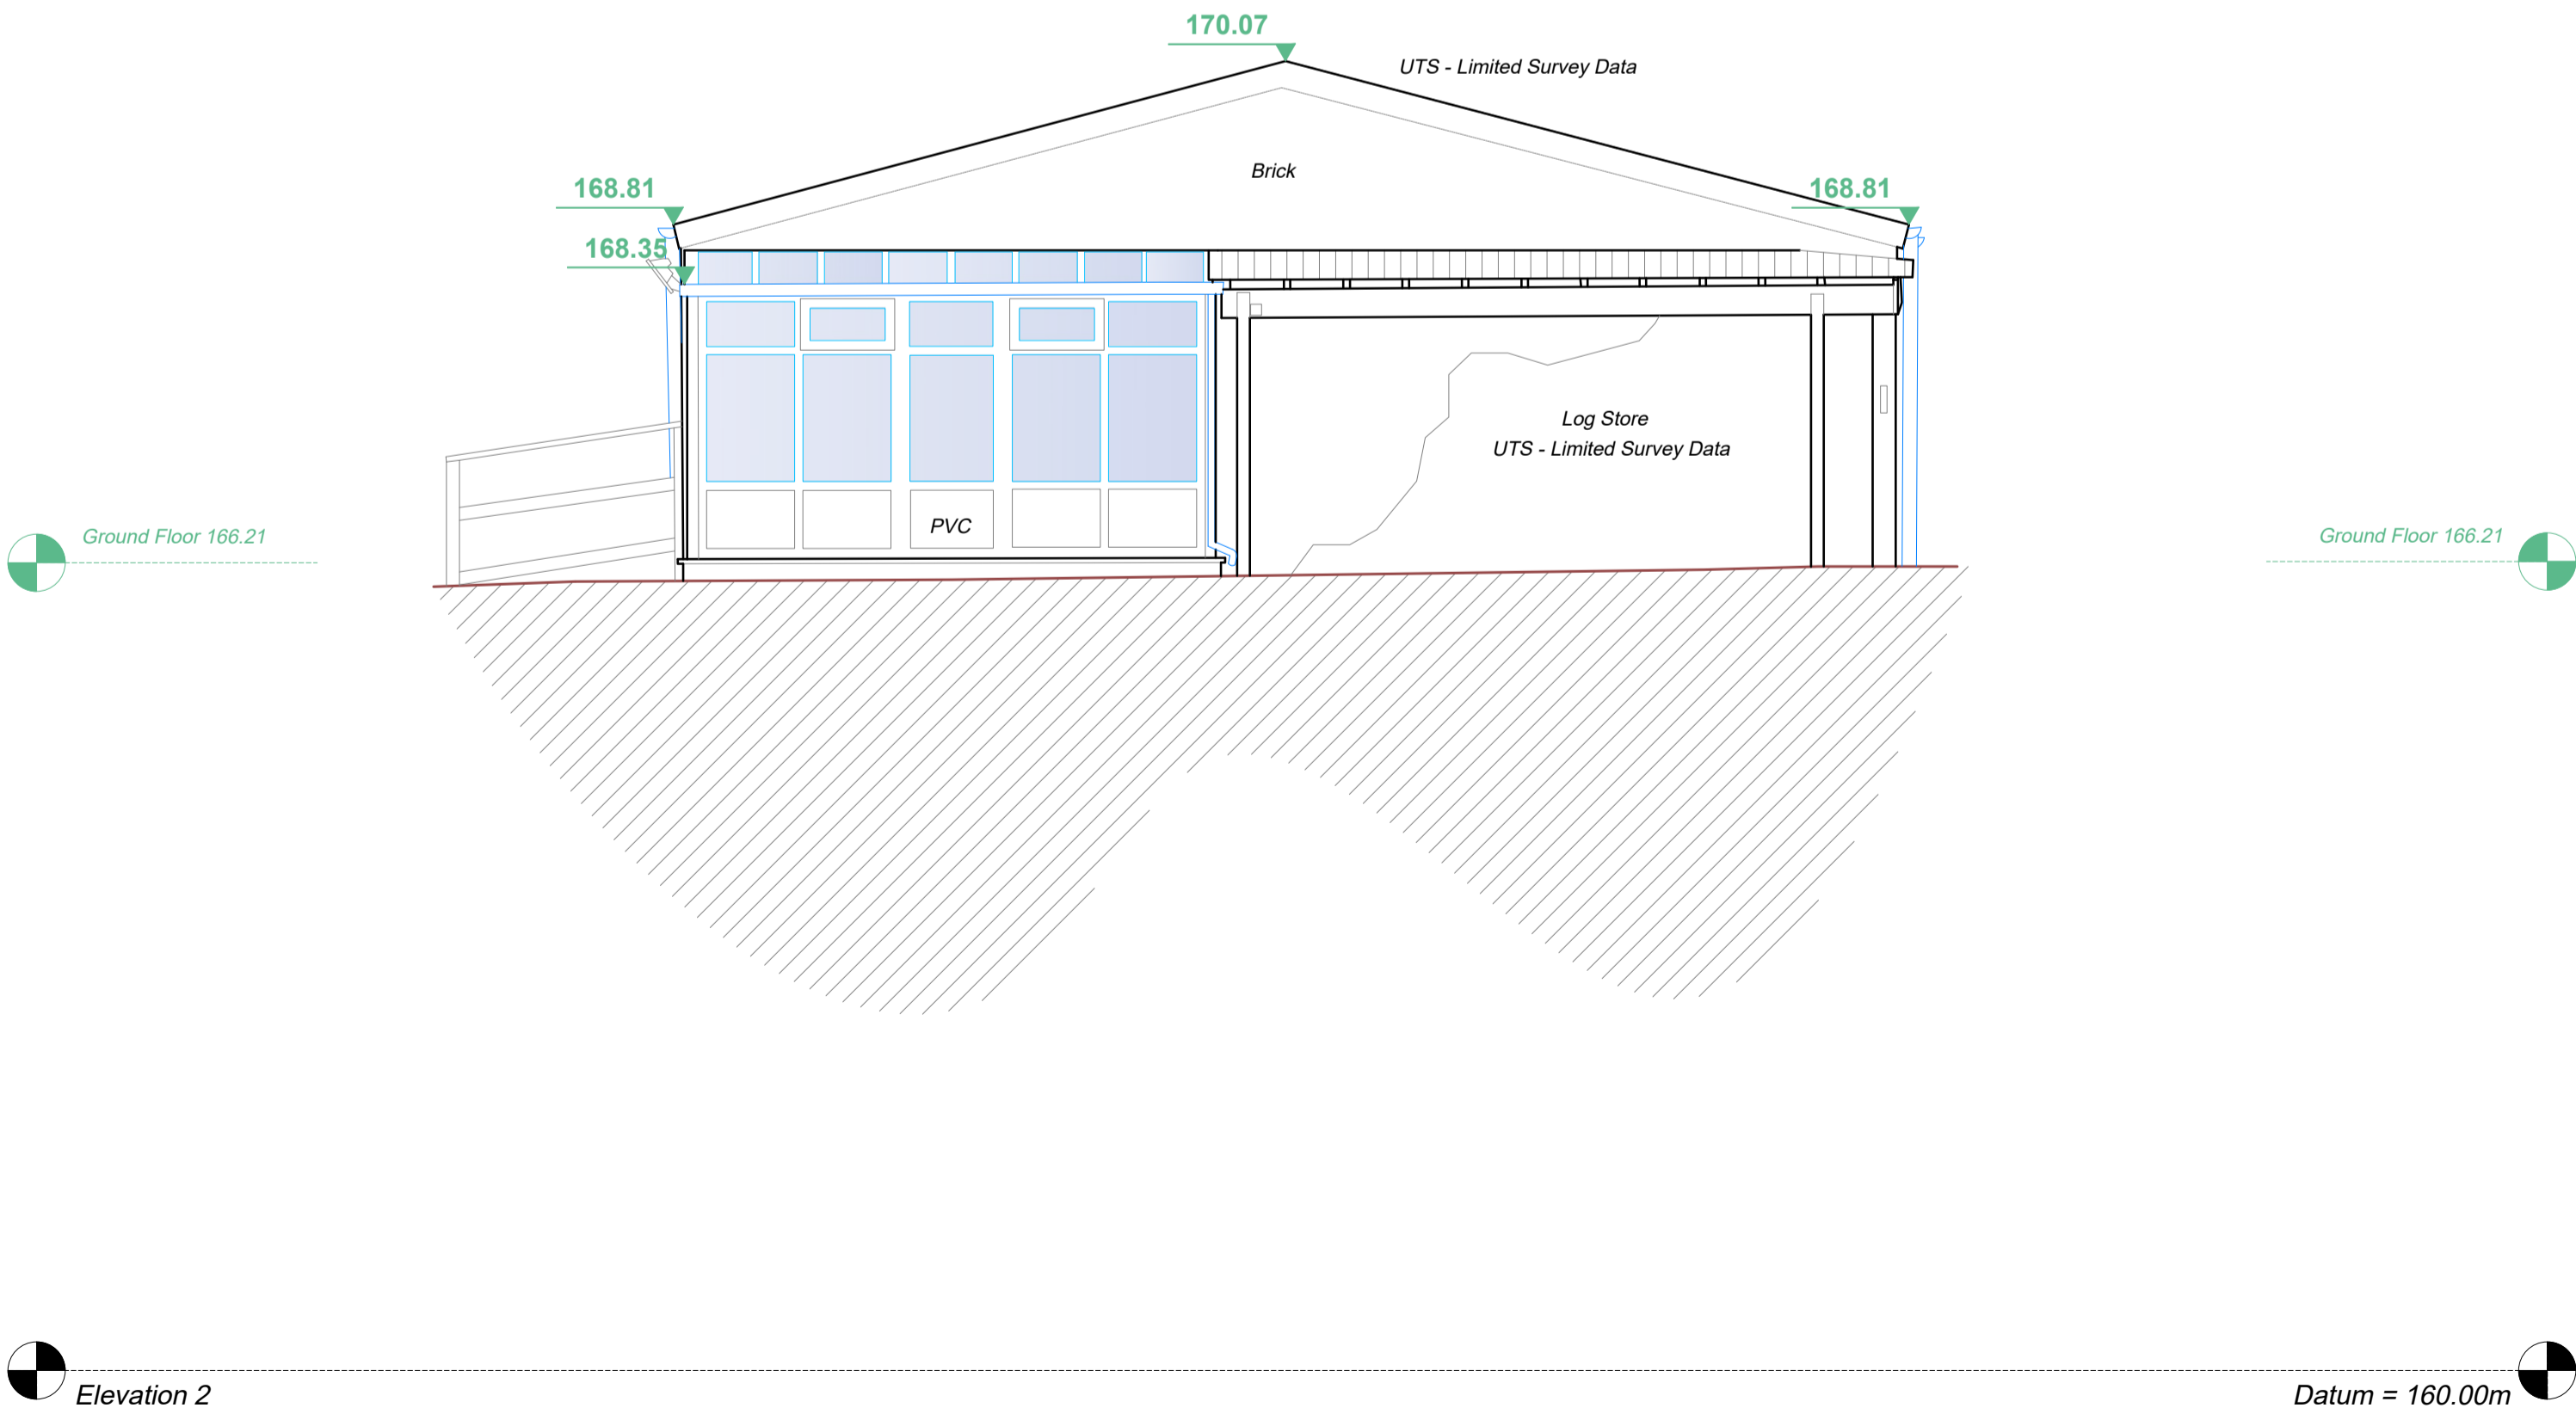 170.07
UTS - Limited Survey Data
Brick
168.81
168.81
168.35
Log Store
UTS - Limited Survey Data
PVC
Ground Floor 166.21
Ground Floor 166.21
Elevation 2
Datum = 160.00m